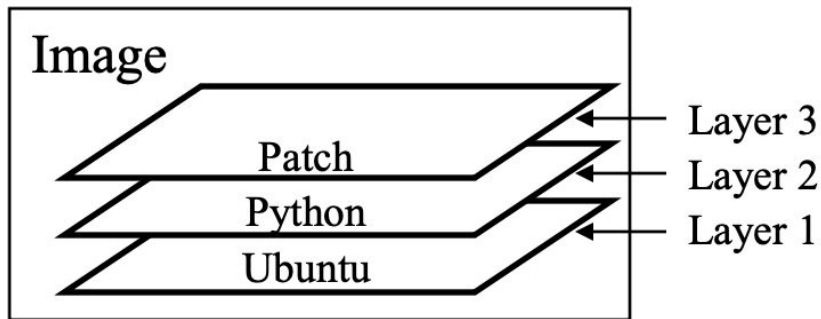 Image
Patch
Layer 3
Python
Layer 2
Ubuntu
Layer 1